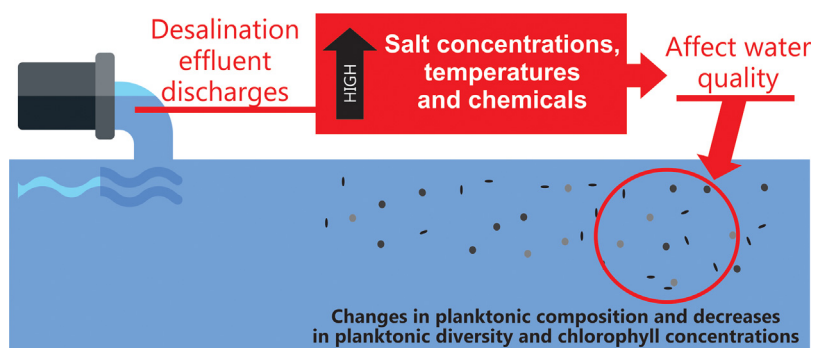 Desalination
effluent
discharges
HIGH
Salt concentrations,
temperatures
and chemicals
Affect water
quality
Changes in planktonic composition and decreases
in planktonic diversity and chlorophyll concentrations